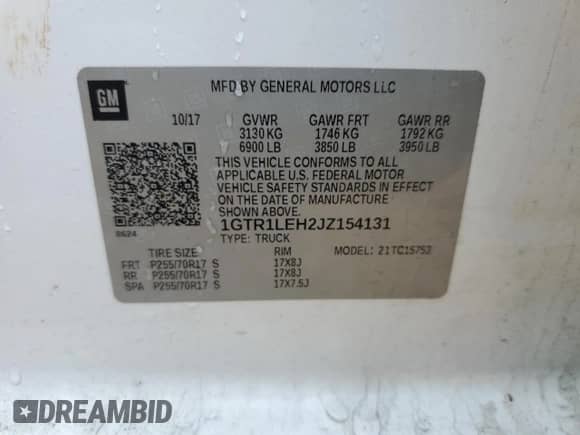 GM
MFD BY GENERAL MOTORS LLC
10/17 GVWR GAWR FRT GAWR RR
3130 KG 1746 KG 1792 KG
6900 LB 3850 LB 3950 LB
THIS VEHICLE CONFORMS TO ALL
APPLICABLE U.S. FEDERAL MOTOR
VEHICLE SAFETY STANDARDS IN EFFECT
ON THE DATE OF MANUFACTURE
SHOWN ABOVE.
8624
1GTR1LEH2JZ154131
TYPE: TRUCK MODEL: 21TC15753
TIRE SIZE RIM
FRT P255/70R17 S 17X8J
RR P255/70R17 S 17X8J
SPA P255/70R17 S 17X7.5J
DREAMBID